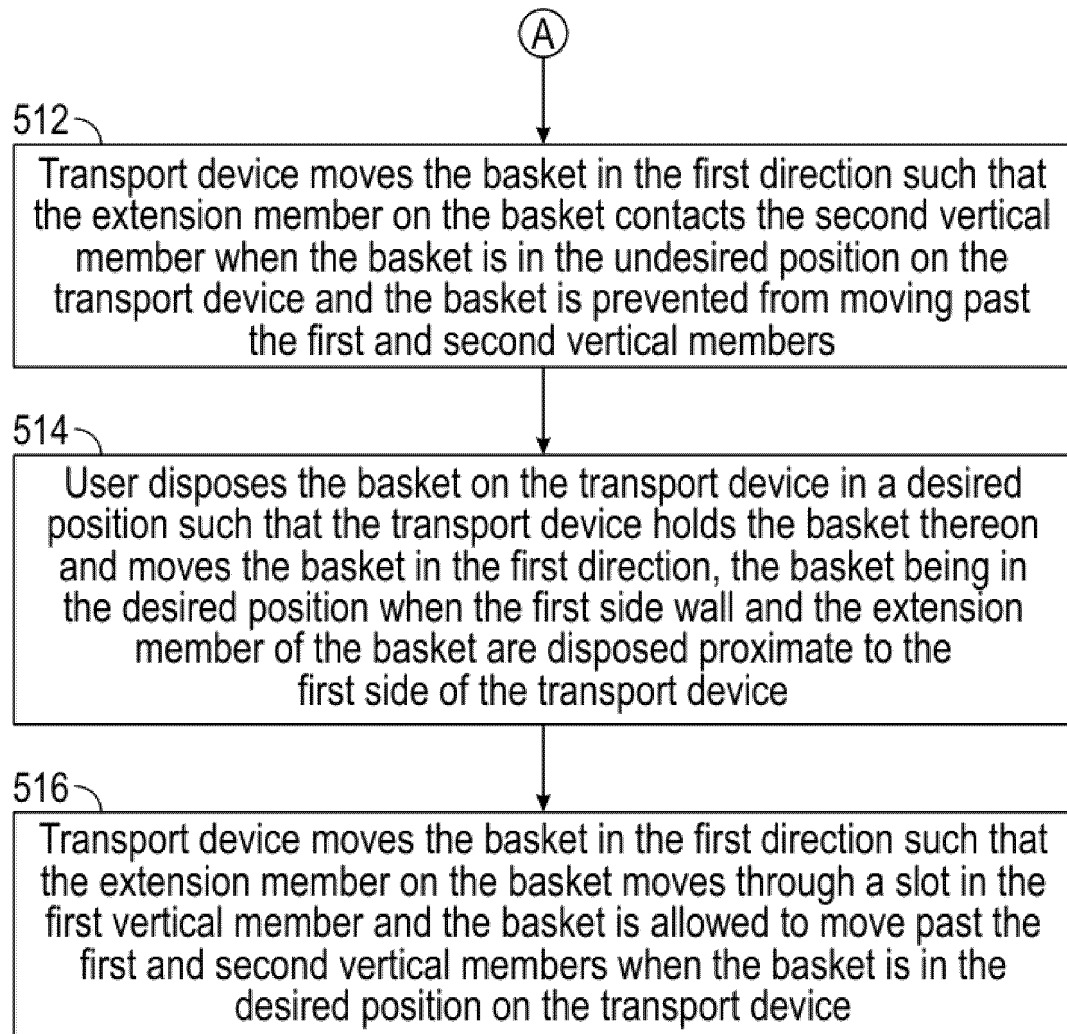 A
512
Transport device moves the basket in the first direction such that
the extension member on the basket contacts the second vertical
member when the basket is in the undesired position on the
transport device and the basket is prevented from moving past
the first and second vertical members
514
User disposes the basket on the transport device in a desired
position such that the transport device holds the basket thereon
and moves the basket in the first direction, the basket being in
the desired position when the first side wall and the extension
member of the basket are disposed proximate to the
first side of the transport device
516
Transport device moves the basket in the first direction such that
the extension member on the basket moves through a slot in the
first vertical member and the basket is allowed to move past the
first and second vertical members when the basket is in the
desired position on the transport device